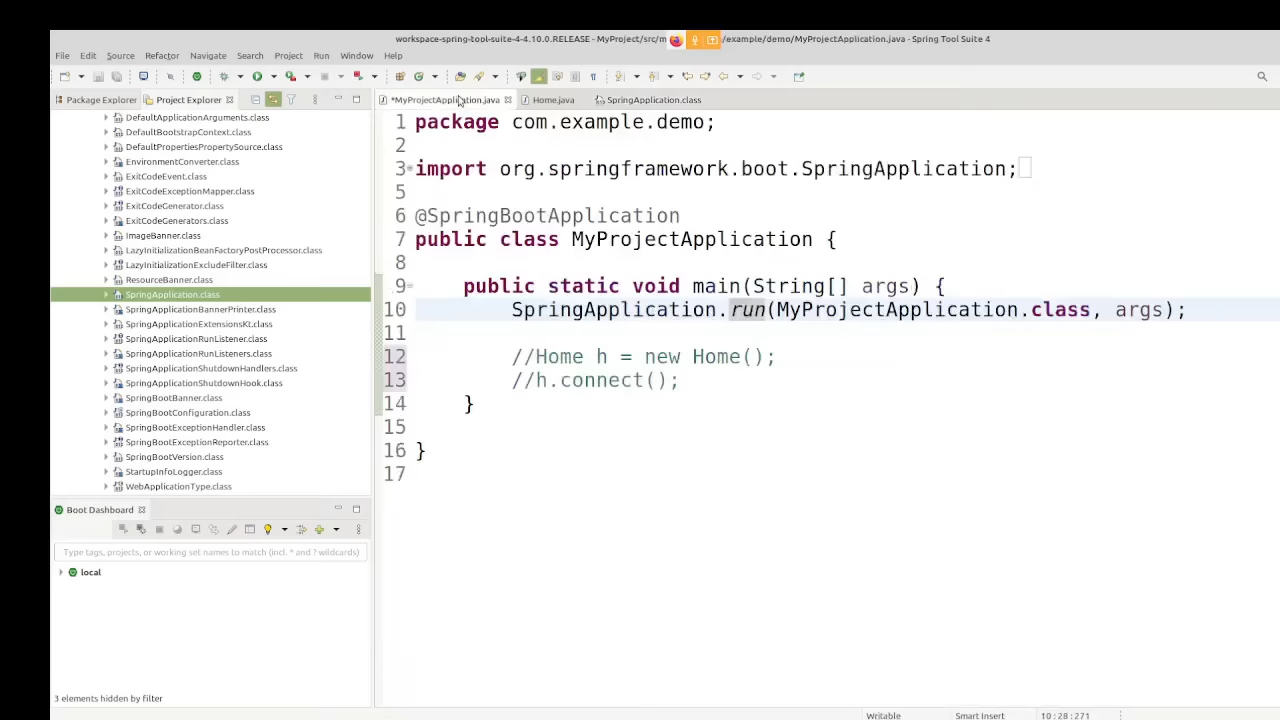 workspace-spring-tool-suite-4-4.10.0.RELEASE - MyProject/src/m /example/demo/MyProjectApplication.java - Spring Tool Suite 4
File Edit Source Refactor Navigate Search Project Run Window Help
Package Explorer Project Explorer
*MyProjectApplication.java Home.java SpringApplication.class
DefaultApplicationArguments.class
DefaultBootstrapContext.class
DefaultPropertiesPropertySource.class
EnvironmentConverter.class
ExitCodeEvent.class
ExitCodeExceptionMapper.class
ExitCodeGenerator.class
ExitCodeGenerators.class
ImageBanner.class
LazyInitializationBeanFactoryPostProcessor.class
LazyInitializationExcludeFilter.class
ResourceBanner.class
SpringApplication.class
SpringApplicationBannerPrinter.class
SpringApplicationExtensionsKt.class
SpringApplicationRunListener.class
SpringApplicationRunListeners.class
SpringApplicationShutdownHandlers.class
SpringApplicationShutdownHook.class
SpringBootBanner.class
SpringBootConfiguration.class
SpringBootExceptionHandler.class
SpringBootExceptionReporter.class
SpringBootVersion.class
StartupInfoLogger.class
WebApplicationType.class
Boot Dashboard
Type tags, projects, or working set names to match (incl. * and ? wildcards)
local
3 elements hidden by filter
1 package com.example.demo;
2
3 import org.springframework.boot.SpringApplication;
5
6 @SpringBootApplication
7 public class MyProjectApplication {
8
9 public static void main(String[] args) {
10 SpringApplication.run(MyProjectApplication.class, args);
11
12 //Home h = new Home();
13 //h.connect();
14 }
15
16 }
17
Writable Smart Insert 10:28:271